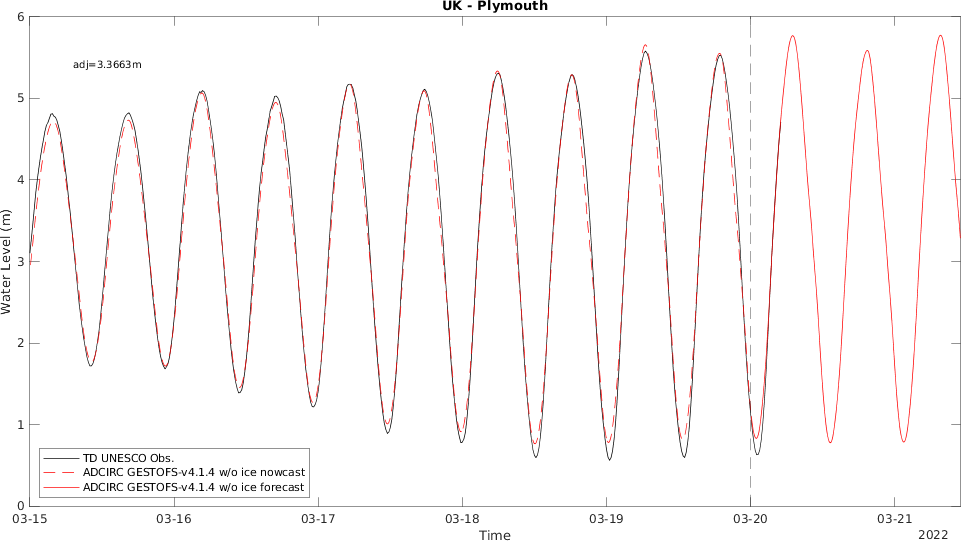 UK - Plymouth
6
adj=3.3663m
5
4
3
2
1
0
Water Level (m)
TD UNESCO Obs.
ADCIRC GESTOFS-v4.1.4 w/o ice nowcast
ADCIRC GESTOFS-v4.1.4 w/o ice forecast
03-15 03-16 03-17 03-18 03-19 03-20 03-21
Time
2022